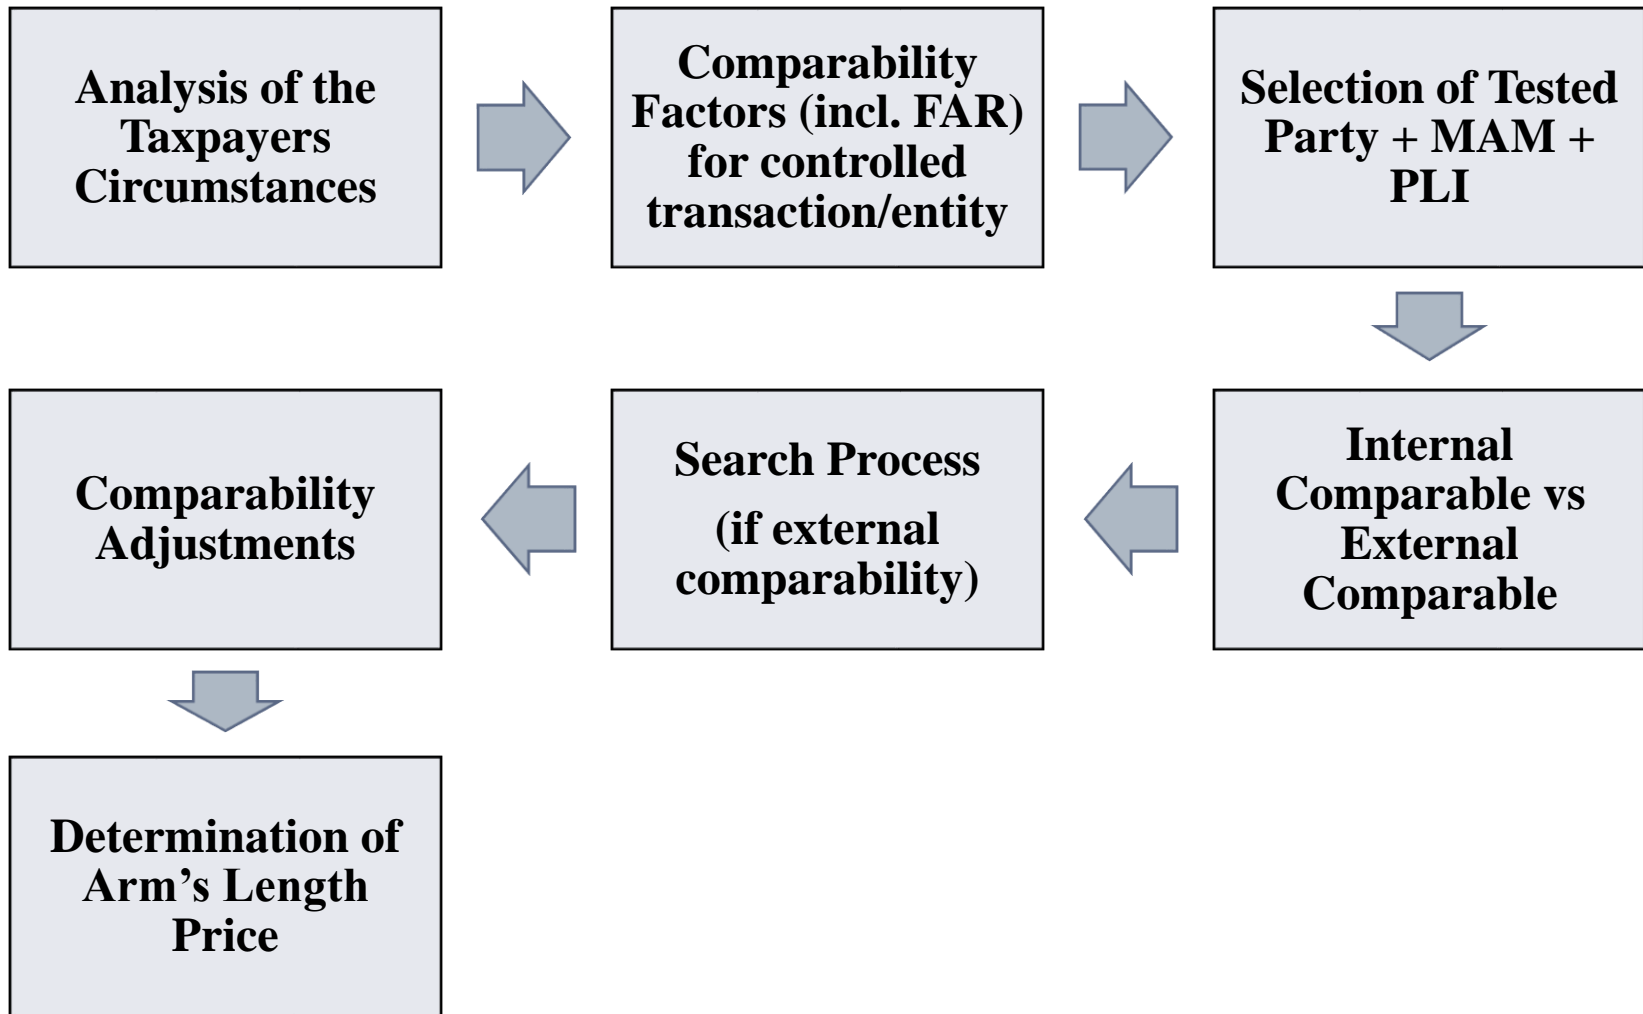 Analysis of the
Taxpayers
Circumstances
Comparability
Factors (incl. FAR)
for controlled
transaction/entity
Selection of Tested
Party + MAM +
PLI
Internal
Comparable vs
External
Comparable
Search Process
(if external
comparability)
Comparability
Adjustments
Determination of
Arm’s Length
Price